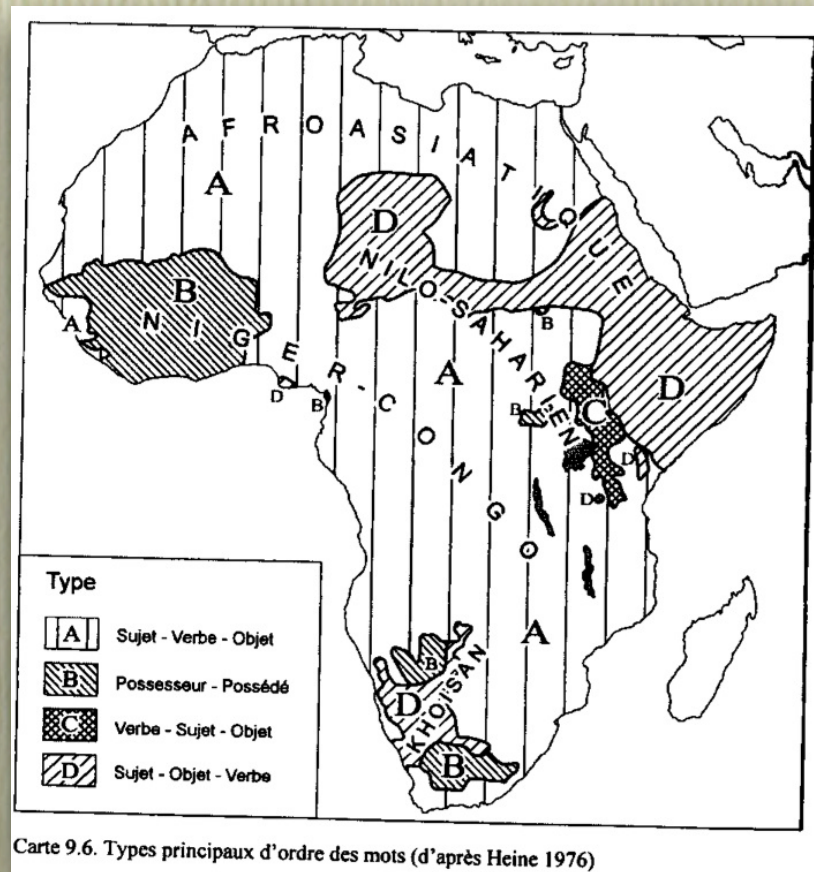 AFROASIATIQUE
A
D
NILO-SAHARIEN
B
A
NIGER-CONGO
B
A
D
B
B
C
D
D
D
A
B
D
KHOISAN
B
Type
A Sujet - Verbe - Objet
B Possesseur - Possédé
C Verbe - Sujet - Objet
D Sujet - Objet - Verbe
Carte 9.6. Types principaux d'ordre des mots (d'après Heine 1976)